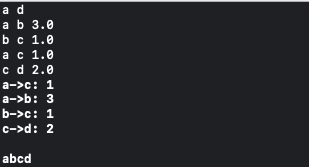 a d
a b 3.0
b c 1.0
a c 1.0
c d 2.0
a->c: 1
a->b: 3
b->c: 1
c->d: 2
abcd